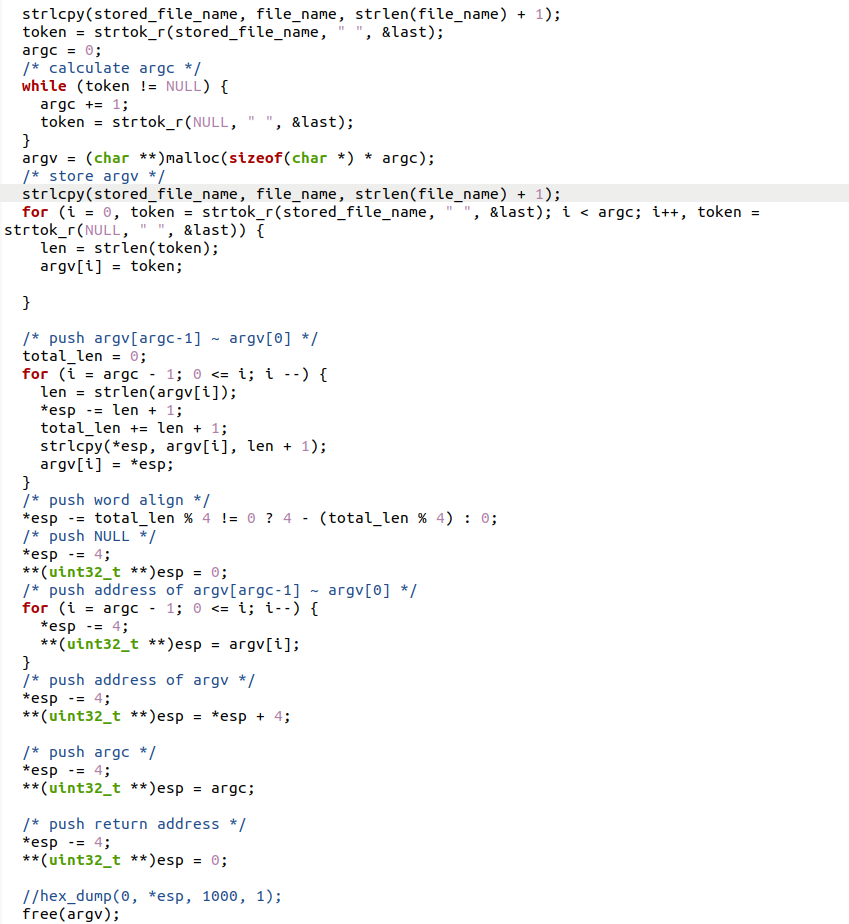 strlcpy(stored_file_name, file_name, strlen(file_name) + 1);
token = strtok_r(stored_file_name, " ", &last);
argc = 0;
/* calculate argc */
while (token != NULL) {
argc += 1;
token = strtok_r(NULL, " ", &last);
}
argv = (char **)malloc(sizeof(char *) * argc);
/* store argv */
strlcpy(stored_file_name, file_name, strlen(file_name) + 1);
for (i = 0, token = strtok_r(stored_file_name, " ", &last); i < argc; i++, token =
strtok_r(NULL, " ", &last)) {
len = strlen(token);
argv[i] = token;
}
/* push argv[argc-1] ~ argv[0] */
total_len = 0;
for (i = argc - 1; 0 <= i; i --) {
len = strlen(argv[i]);
*esp -= len + 1;
total_len += len + 1;
strlcpy(*esp, argv[i], len + 1);
argv[i] = *esp;
}
/* push word align */
*esp -= total_len % 4 != 0 ? 4 - (total_len % 4) : 0;
/* push NULL */
*esp -= 4;
**(uint32_t **)esp = 0;
/* push address of argv[argc-1] ~ argv[0] */
for (i = argc - 1; 0 <= i; i--) {
*esp -= 4;
**(uint32_t **)esp = argv[i];
}
/* push address of argv */
*esp -= 4;
**(uint32_t **)esp = *esp + 4;
/* push argc */
*esp -= 4;
**(uint32_t **)esp = argc;
/* push return address */
*esp -= 4;
**(uint32_t **)esp = 0;
//hex_dump(0, *esp, 1000, 1);
free(argv);